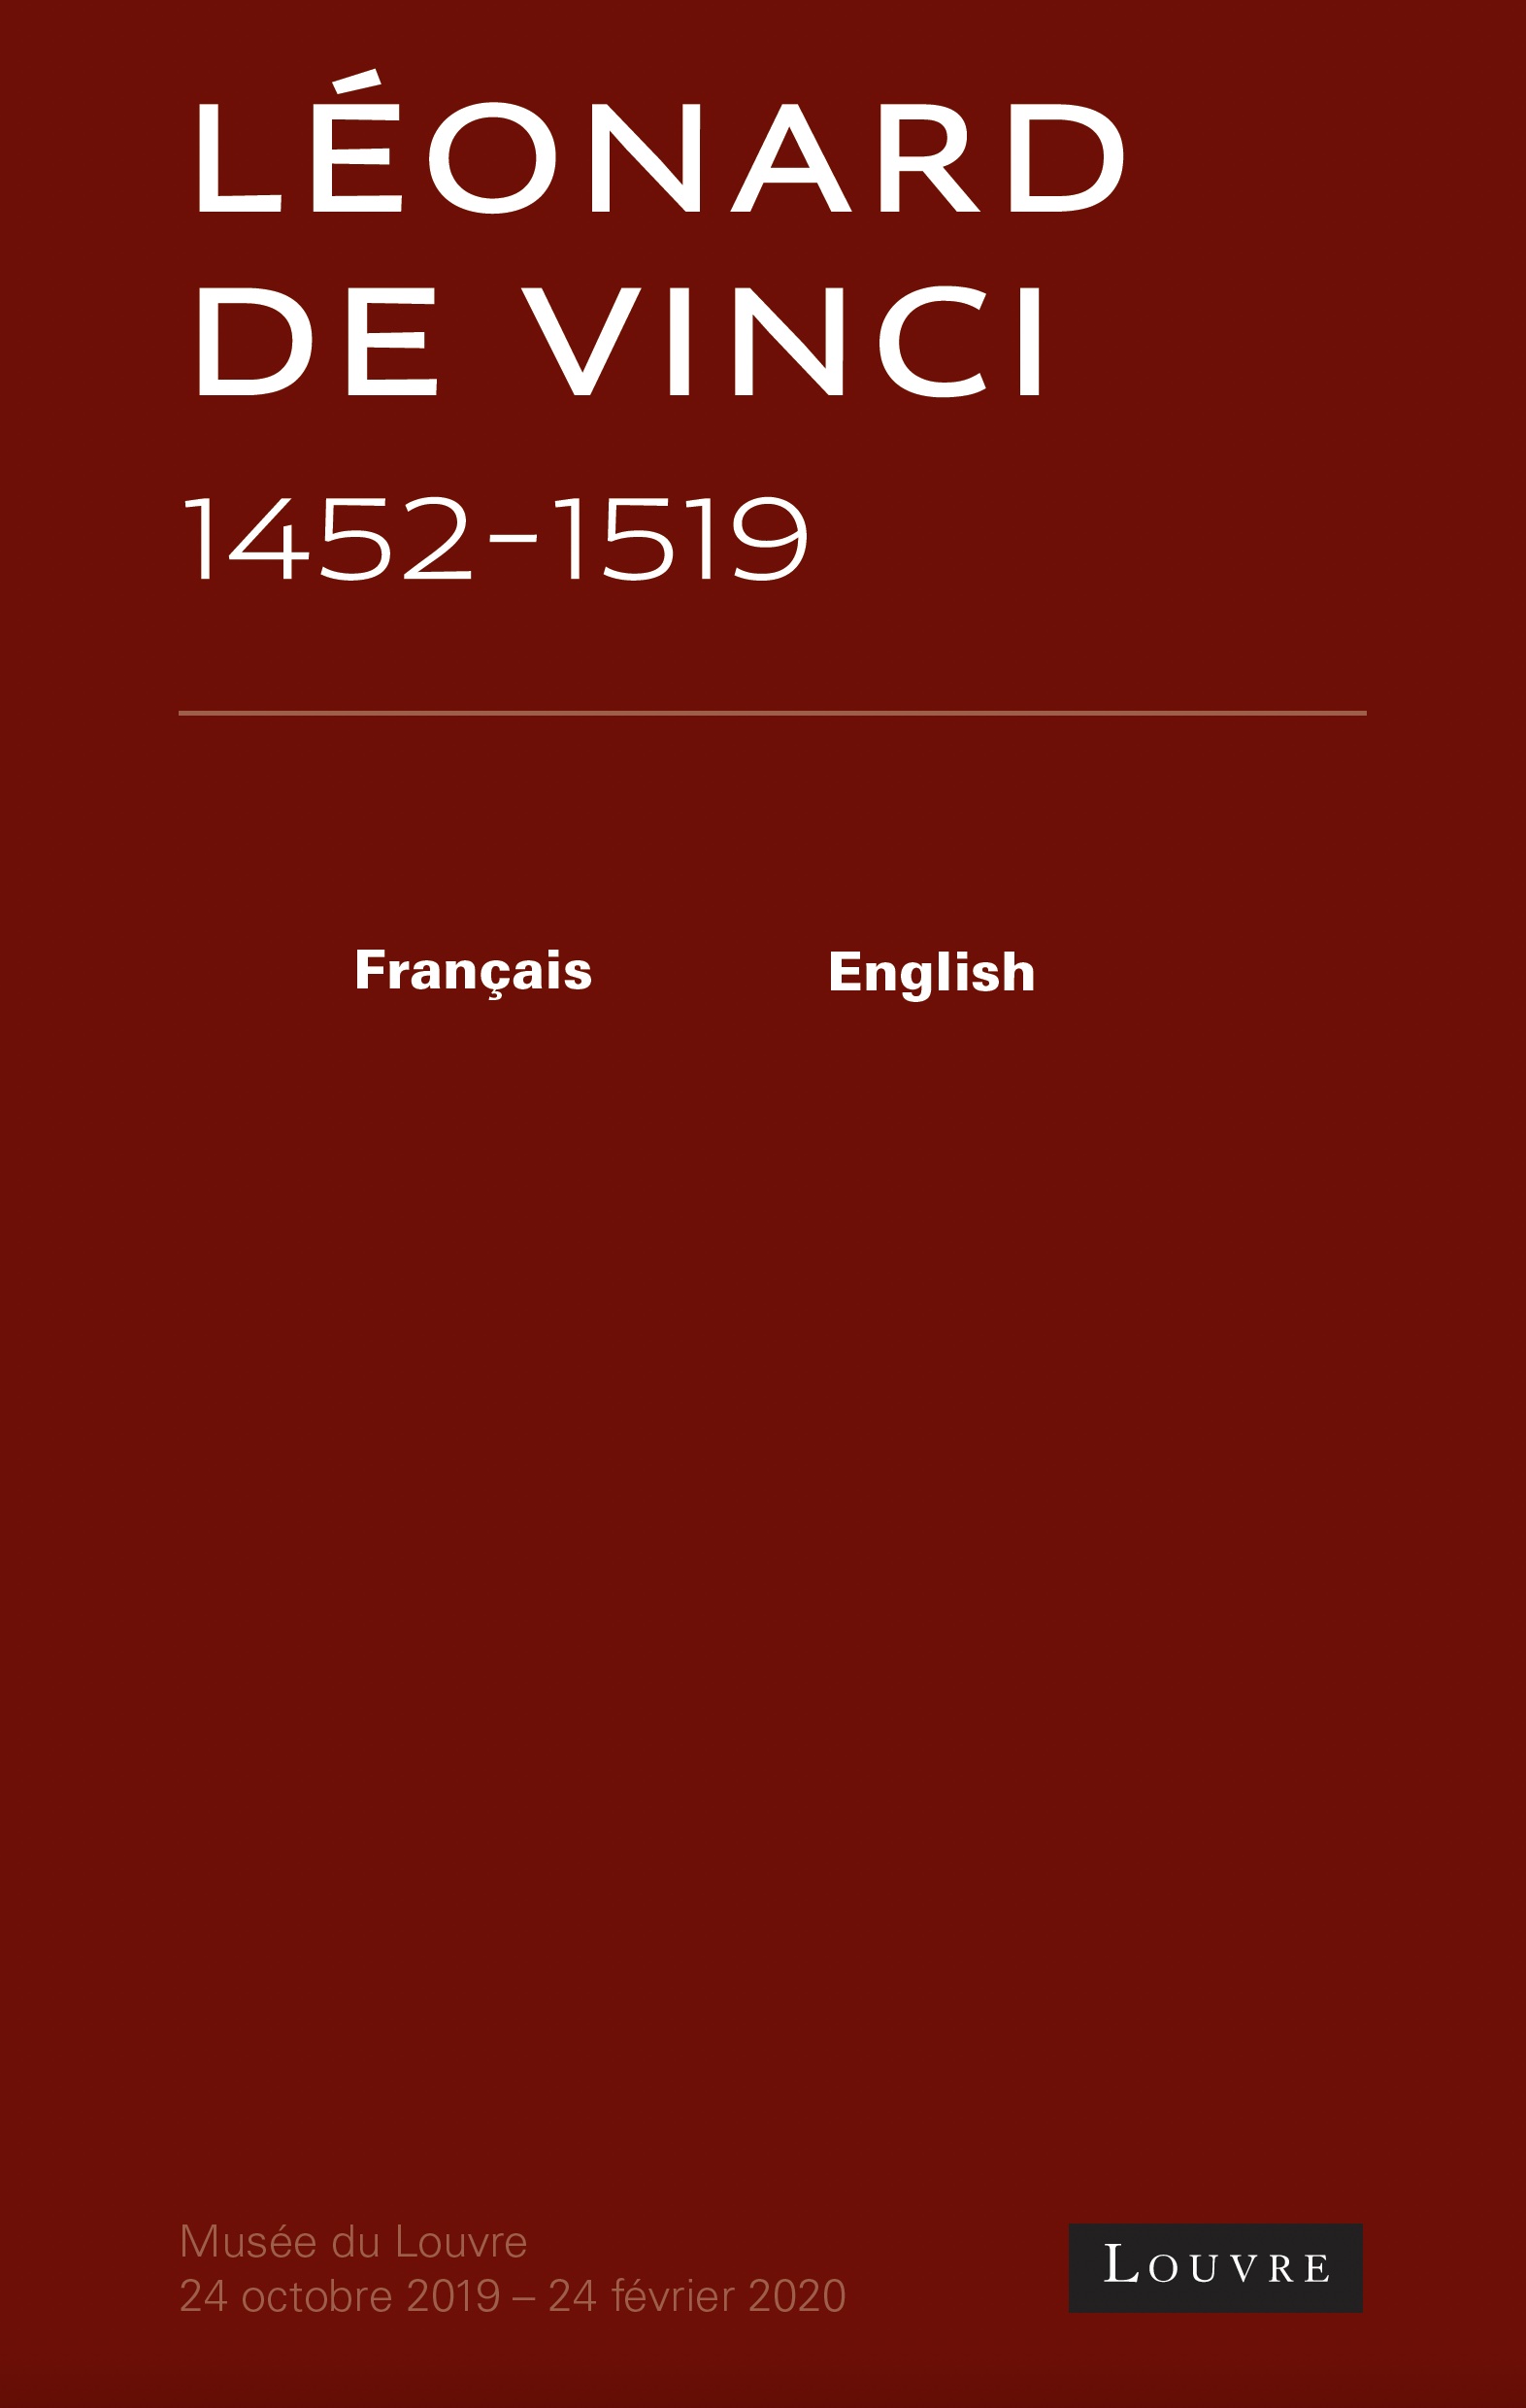 LÉONARD
DE VINCI
1452–1519
Français English
Musée du Louvre
24 octobre 2019 – 24 février 2020
LOUVRE